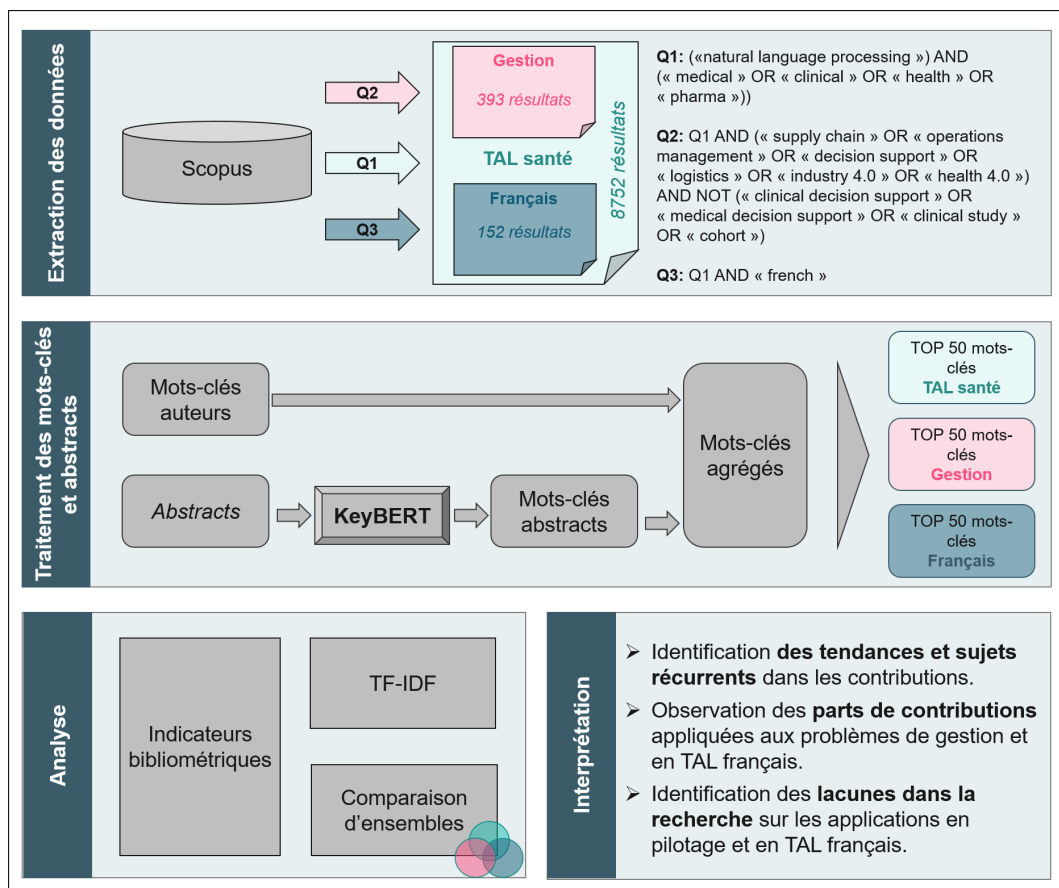 Extraction des données
Scopus
Q2
Q1
Q3
Gestion
393 résultats
TAL santé
8752 résultats
Français
152 résultats
Q1: («natural language processing ») AND
(« medical » OR « clinical » OR « health » OR
« pharma »))
Q2: Q1 AND (« supply chain » OR « operations
management » OR « decision support » OR
« logistics » OR « industry 4.0 » OR « health 4.0 »)
AND NOT (« clinical decision support » OR
« medical decision support » OR « clinical study »
OR « cohort »)
Q3: Q1 AND « french »
Traitement des mots-clés
et abstracts
Mots-clés
auteurs
Abstracts
KeyBERT
Mots-clés
abstracts
Mots-clés
agrégés
TOP 50 mots-
clés
TAL santé
TOP 50 mots-
clés
Gestion
TOP 50 mots-
clés
Français
Analyse
Indicateurs
bibliométriques
TF-IDF
Comparaison
d'ensembles
Interprétation
➢ Identification des tendances et sujets
récurrents dans les contributions.
➢ Observation des parts de contributions
appliquées aux problèmes de gestion et
en TAL français.
➢ Identification des lacunes dans la
recherche sur les applications en
pilotage et en TAL français.